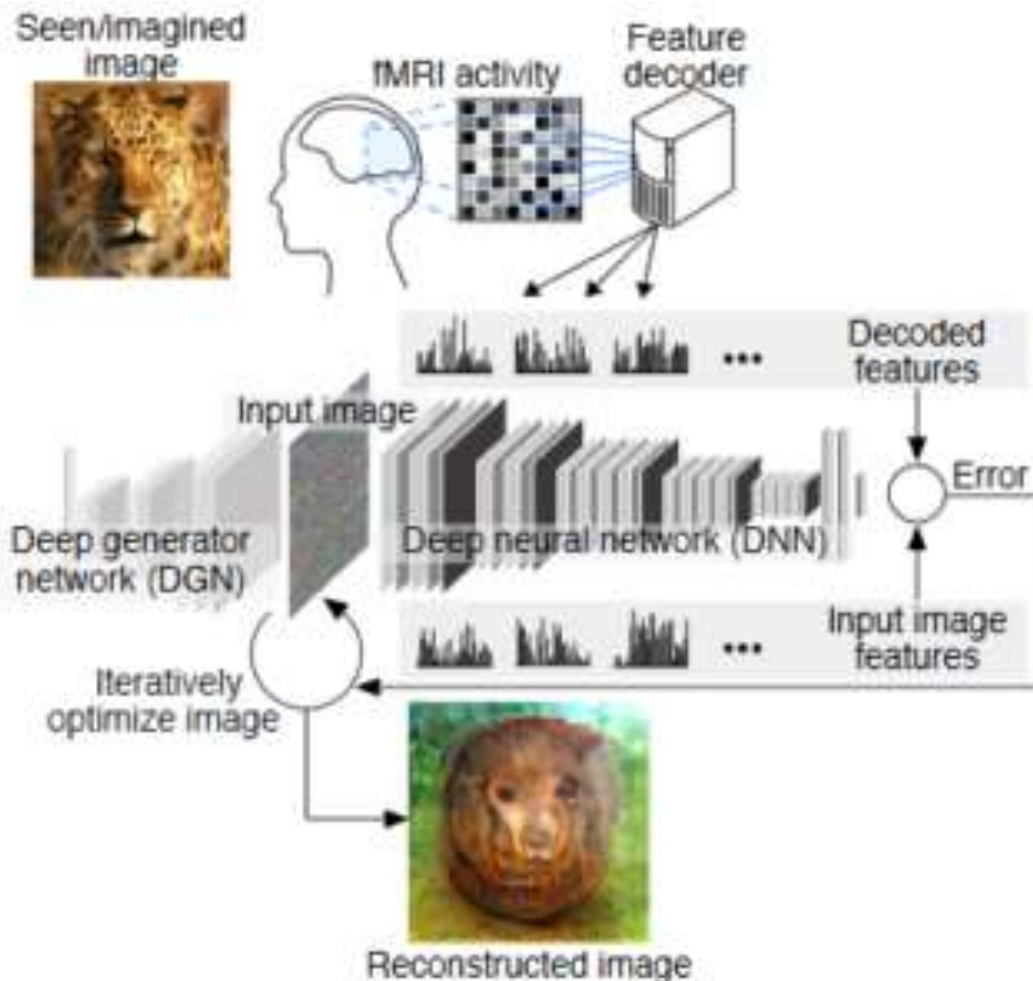 Seen/Imagined
image
fMRI activity
Feature
decoder
Decoded
features
Input image
Error
Deep generator
network (DGN)
Deep neural network (DNN)
Input image
features
Iteratively
optimize image
Reconstructed image